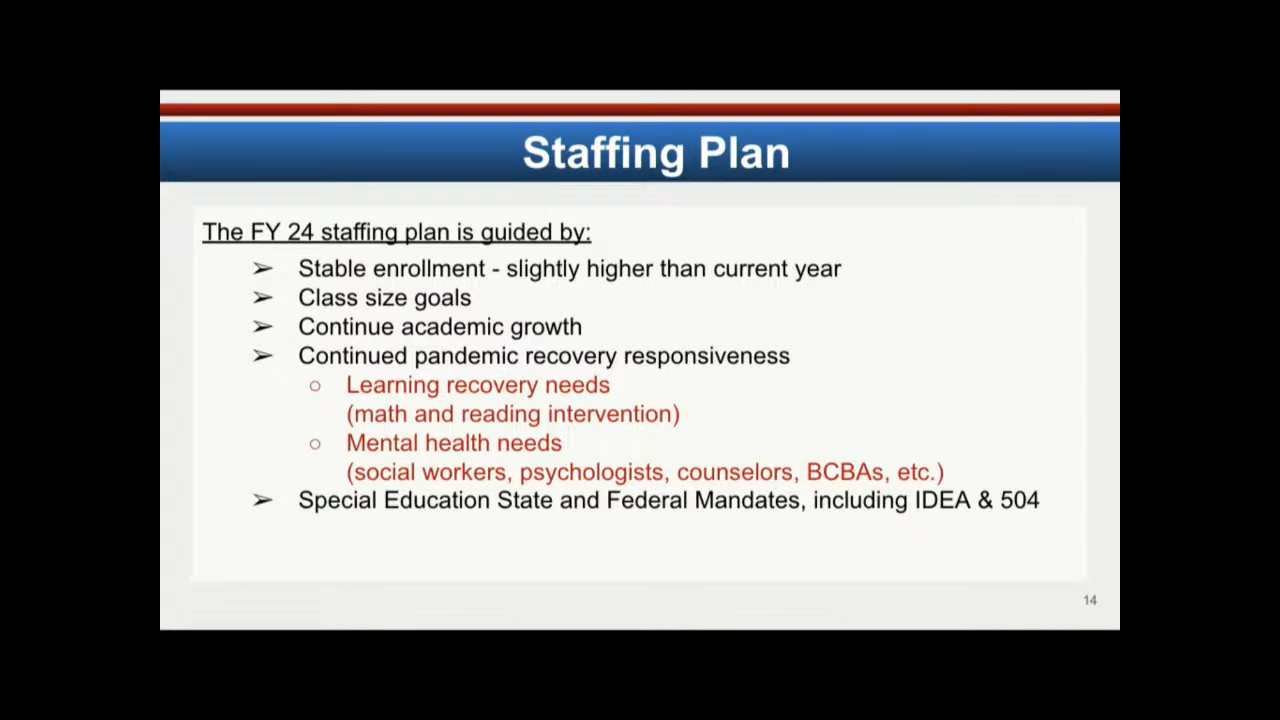 Staffing Plan
The FY 24 staffing plan is guided by:
➢ Stable enrollment - slightly higher than current year
➢ Class size goals
➢ Continue academic growth
➢ Continued pandemic recovery responsiveness
○ Learning recovery needs
(math and reading intervention)
○ Mental health needs
(social workers, psychologists, counselors, BCBAs, etc.)
➢ Special Education State and Federal Mandates, including IDEA & 504
14